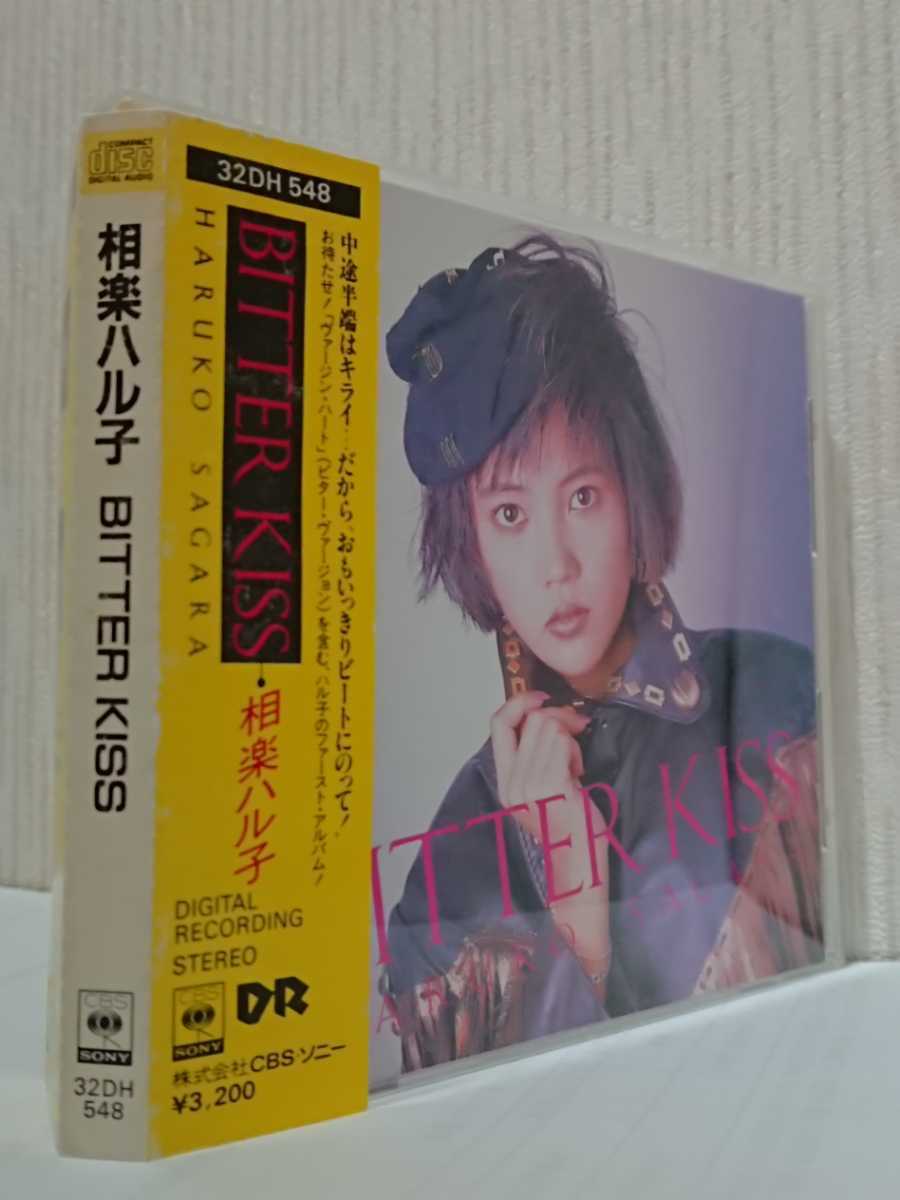 COMPACT
disc
DIGITAL AUDIO
相楽ハル子 BITTER KISS
CBS
SONY
32DH
548
32DH 548
HARUKO SAGARA
BITTER KISS
相楽ハル子
中途半端はキライ…だから、おもいっきりビートにのって!
お待たせ!「ヴァージン・ハート」(ビター・ヴァージョン)を含む、ハル子のファースト・アルバム!
DIGITAL
RECORDING
STEREO
CBS
SONY
DR
株式会社CBS・ソニー
¥3,200
ITTER KISS